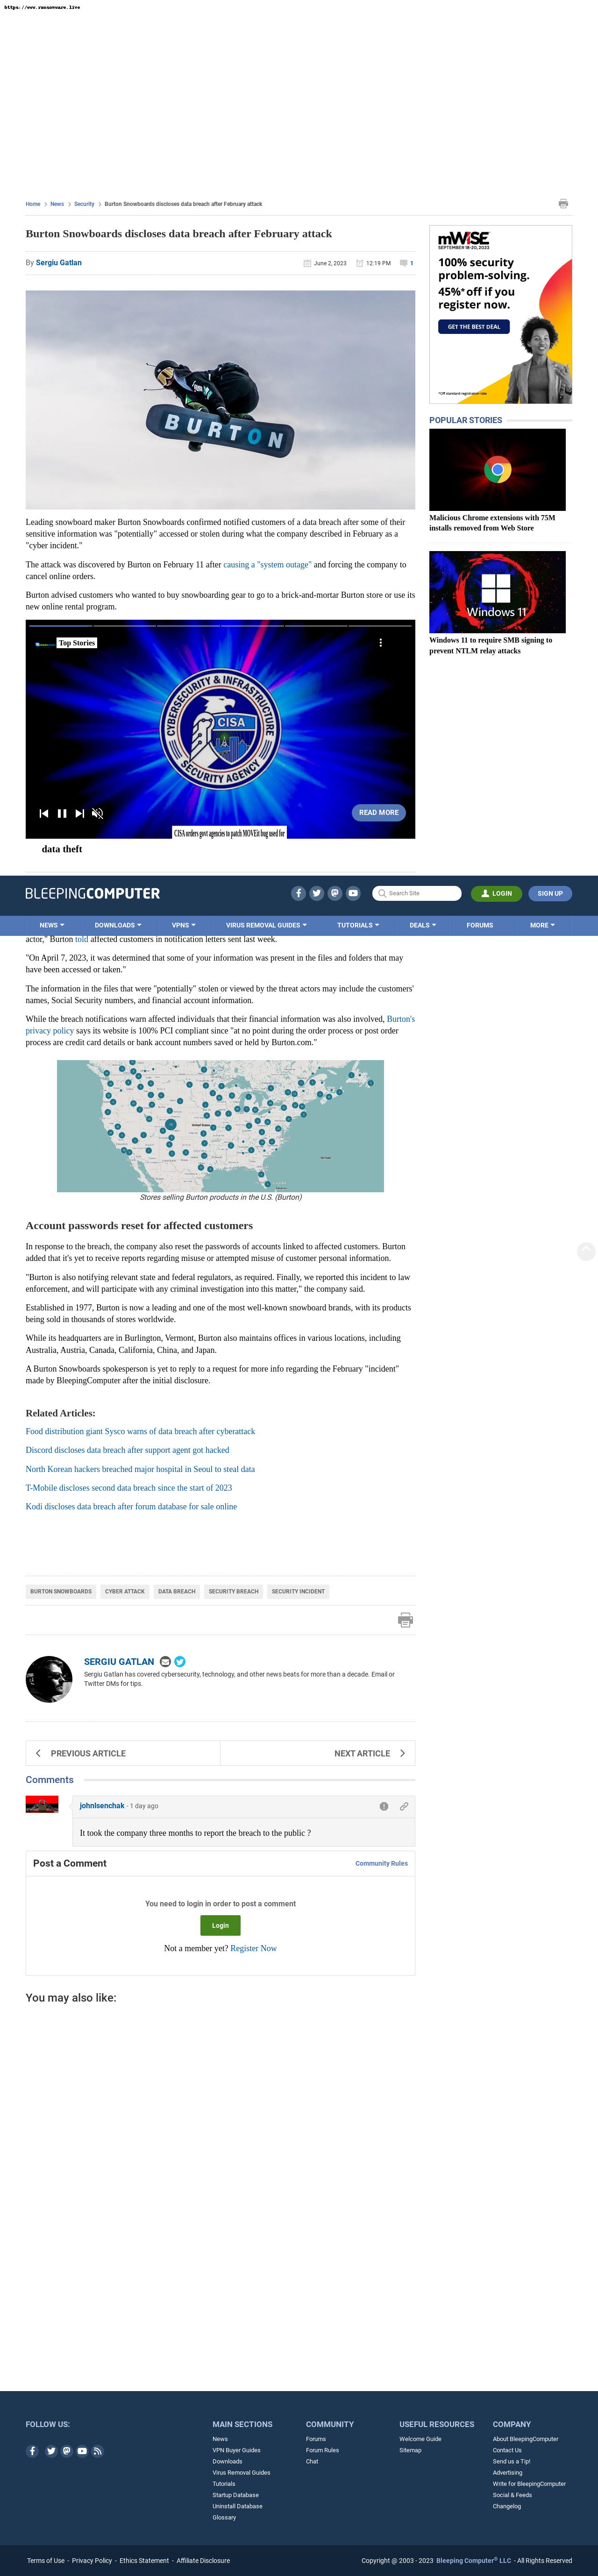 https://www.ransomware.live
Home > News > Security > Burton Snowboards discloses data breach after February attack
Burton Snowboards discloses data breach after February attack
By Sergiu Gatlan
June 2, 2023
12:19 PM
1
BURTON
Leading snowboard maker Burton Snowboards confirmed notified customers of a data breach after some of their
sensitive information was "potentially" accessed or stolen during what the company described in February as a
"cyber incident."
The attack was discovered by Burton on February 11 after causing a "system outage" and forcing the company to
cancel online orders.
Burton advised customers who wanted to buy snowboarding gear to go to a brick-and-mortar Burton store or use its
new online rental program.
Top Stories
CYBERSECURITY & INFRASTRUCTURE
CISA
SECURITY AGENCY
READ MORE
CISA orders govt agencies to patch MOVEit bug used for
data theft
mWISE
SEPTEMBER 18-20, 2023
100% security
problem-solving.
45%* off if you
register now.
GET THE BEST DEAL
*Off standard registration rate
POPULAR STORIES
Malicious Chrome extensions with 75M
installs removed from Web Store
Windows 11
Windows 11 to require SMB signing to
prevent NTLM relay attacks
BLEEPINGCOMPUTER
Search Site
LOGIN
SIGN UP
NEWS
DOWNLOADS
VPNS
VIRUS REMOVAL GUIDES
TUTORIALS
DEALS
FORUMS
MORE
actor," Burton told affected customers in notification letters sent last week.
"On April 7, 2023, it was determined that some of your information was present in the files and folders that may
have been accessed or taken."
The information in the files that were "potentially" stolen or viewed by the threat actors may include the customers'
names, Social Security numbers, and financial account information.
While the breach notifications warn affected individuals that their financial information was also involved, Burton's
privacy policy says its website is 100% PCI compliant since "at no point during the order process or post order
process are credit card details or bank account numbers saved or held by Burton.com."
United States
Stores selling Burton products in the U.S. (Burton)
Account passwords reset for affected customers
In response to the breach, the company also reset the passwords of accounts linked to affected customers. Burton
added that it's yet to receive reports regarding misuse or attempted misuse of customer personal information.
"Burton is also notifying relevant state and federal regulators, as required. Finally, we reported this incident to law
enforcement, and will participate with any criminal investigation into this matter," the company said.
Established in 1977, Burton is now a leading and one of the most well-known snowboard brands, with its products
being sold in thousands of stores worldwide.
While its headquarters are in Burlington, Vermont, Burton also maintains offices in various locations, including
Australia, Austria, Canada, California, China, and Japan.
A Burton Snowboards spokesperson is yet to reply to a request for more info regarding the February "incident"
made by BleepingComputer after the initial disclosure.
Related Articles:
Food distribution giant Sysco warns of data breach after cyberattack
Discord discloses data breach after support agent got hacked
North Korean hackers breached major hospital in Seoul to steal data
T-Mobile discloses second data breach since the start of 2023
Kodi discloses data breach after forum database for sale online
BURTON SNOWBOARDS
CYBER ATTACK
DATA BREACH
SECURITY BREACH
SECURITY INCIDENT
SERGIU GATLAN
Sergiu Gatlan has covered cybersecurity, technology, and other news beats for more than a decade. Email or
Twitter DMs for tips.
PREVIOUS ARTICLE
NEXT ARTICLE
Comments
johnlsenchak - 1 day ago
It took the company three months to report the breach to the public ?
Post a Comment
Community Rules
You need to login in order to post a comment
Login
Not a member yet? Register Now
You may also like:
FOLLOW US:
MAIN SECTIONS
News
VPN Buyer Guides
Downloads
Virus Removal Guides
Tutorials
Startup Database
Uninstall Database
Glossary
COMMUNITY
Forums
Forum Rules
Chat
USEFUL RESOURCES
Welcome Guide
Sitemap
COMPANY
About BleepingComputer
Contact Us
Send us a Tip!
Advertising
Write for BleepingComputer
Social & Feeds
Changelog
Terms of Use - Privacy Policy - Ethics Statement - Affiliate Disclosure
Copyright @ 2003 - 2023 Bleeping Computer® LLC - All Rights Reserved